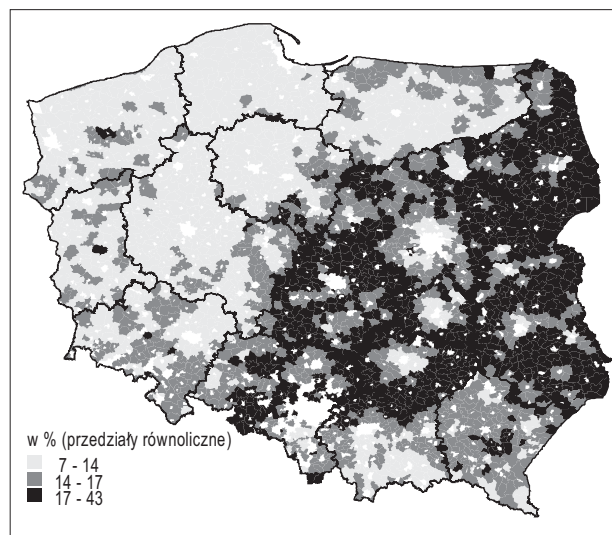 w % (przedziały równoliczne)
7 - 14
14 - 17
17 - 43